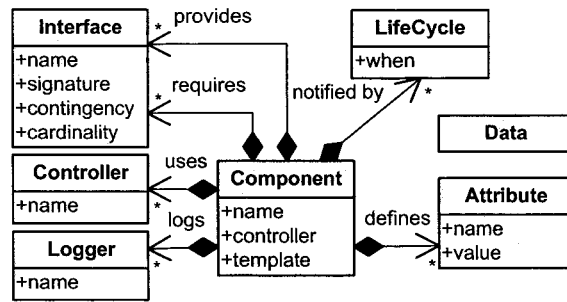 Interface
+name
+signature
+contingency
+cardinality
* provides
* requires
LifeCycle
+when
notified by
*
Data
Controller
+name
uses
*
Component
+name
+controller
+template
defines
*
Attribute
+name
+value
logs
*
Logger
+name